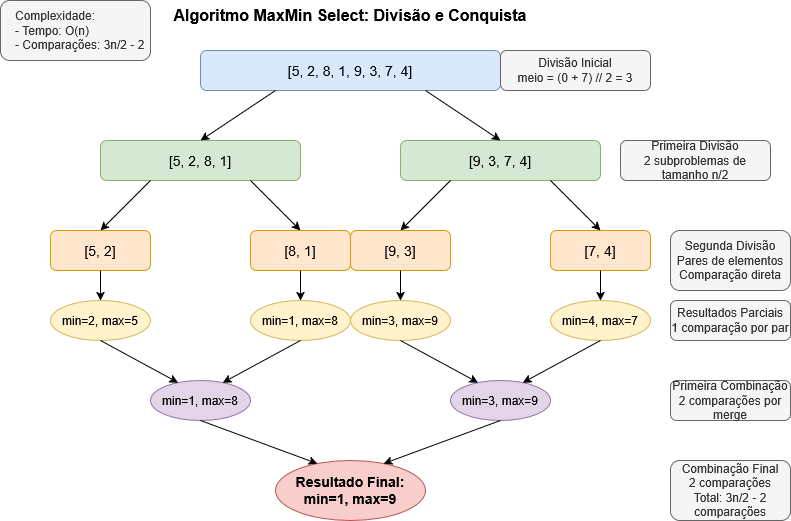 Complexidade:
- Tempo: O(n)
- Comparações: 3n/2 - 2
Algoritmo MaxMin Select: Divisão e Conquista
[5, 2, 8, 1, 9, 3, 7, 4]
Divisão Inicial
meio = (0 + 7) // 2 = 3
[5, 2, 8, 1]
[9, 3, 7, 4]
Primeira Divisão
2 subproblemas de
tamanho n/2
[5, 2]
[8, 1]
[9, 3]
[7, 4]
Segunda Divisão
Pares de elementos
Comparação direta
min=2, max=5
min=1, max=8
min=3, max=9
min=4, max=7
Resultados Parciais
1 comparação por par
min=1, max=8
min=3, max=9
Primeira Combinação
2 comparações por
merge
Resultado Final:
min=1, max=9
Combinação Final
2 comparações
Total: 3n/2 - 2
comparações